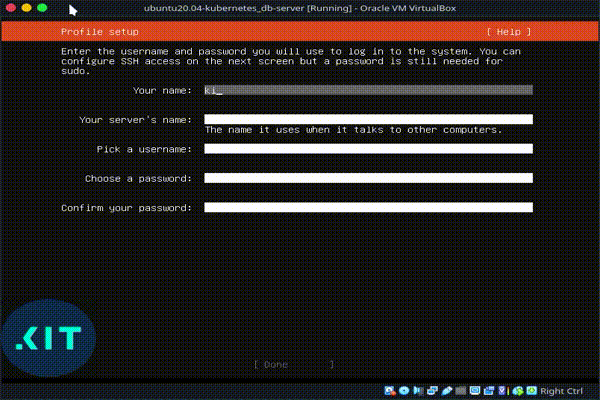 ubuntu20.04-kubernetes_db-server [Running] - Oracle VM VirtualBox
Profile setup [ Help ]
Enter the username and password you will use to log in to the system. You can
configure SSH access on the next screen but a password is still needed for
sudo.
Your name: ki_
Your server's name:
The name it uses when it talks to other computers.
Pick a username:
Choose a password:
Confirm your password:
.KIT
[ Done ]
Right Ctrl